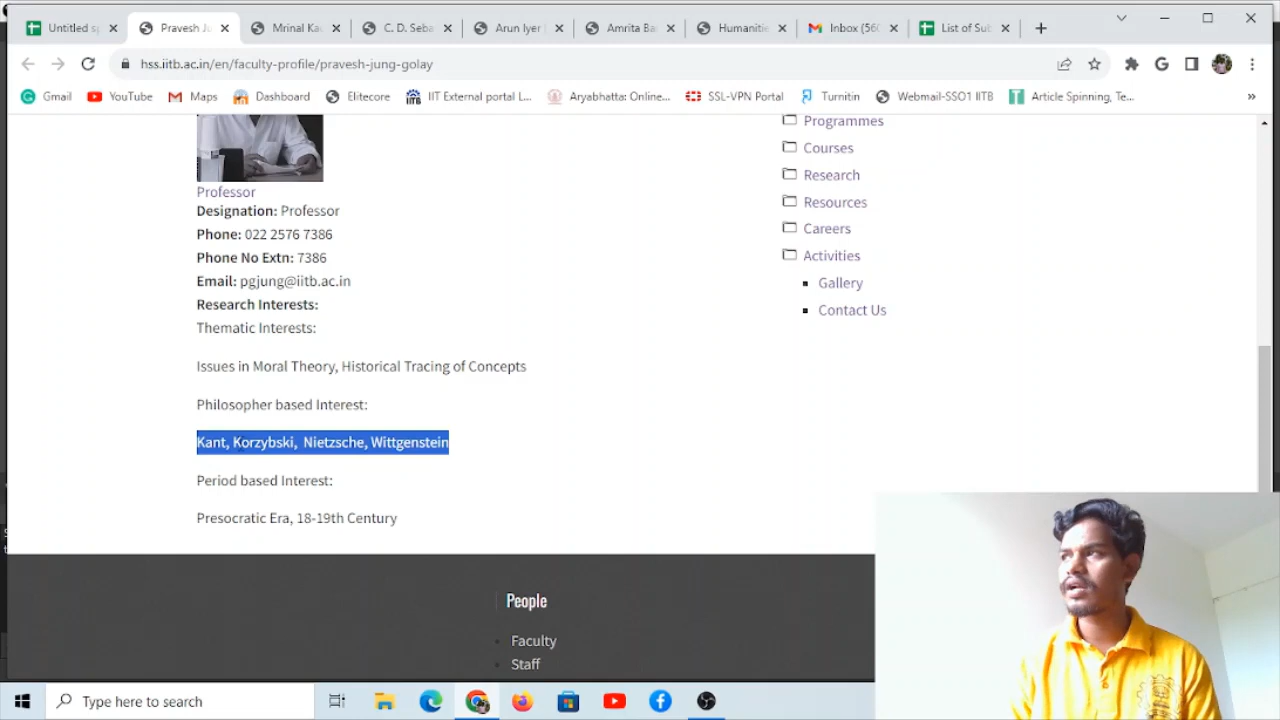 Untitled s
Pravesh Ju
Mrinal Ka
C. D. Seba
Arun Iyer
Amrita Ba
Humanitie
Inbox (560
List of Sub
hss.iitb.ac.in/en/faculty-profile/pravesh-jung-golay
Gmail
YouTube
Maps
Dashboard
Elitecore
IIT External portal L...
Aryabhatta: Online...
SSL-VPN Portal
Turnitin
Webmail-SSO1 IITB
Article Spinning, Te...
»
Professor
Designation: Professor
Phone: 022 2576 7386
Phone No Extn: 7386
Email: pgjung@iitb.ac.in
Research Interests:
Thematic Interests:
Issues in Moral Theory, Historical Tracing of Concepts
Philosopher based Interest:
Kant, Korzybski, Nietzsche, Wittgenstein
Period based Interest:
Presocratic Era, 18-19th Century
Programmes
Courses
Research
Resources
Careers
Activities
Gallery
Contact Us
People
Faculty
Staff
Type here to search